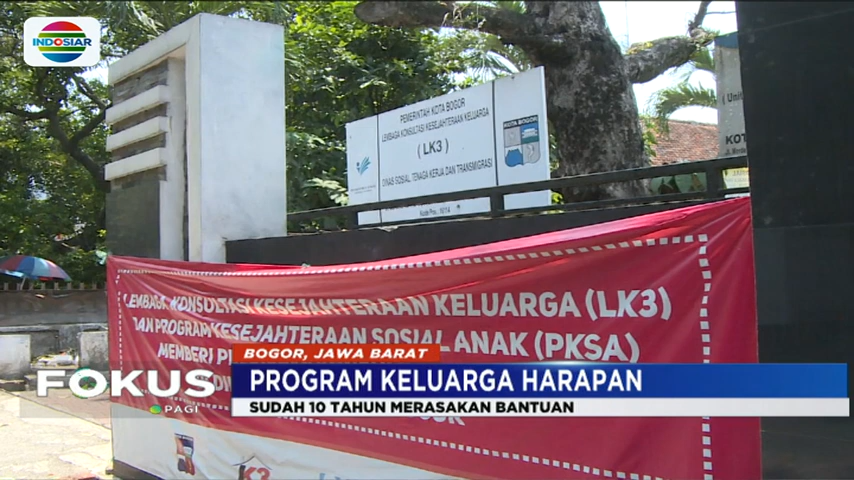 INDOSIAR
PEMERINTAH KOTA BOGOR
LEMBAGA KONSULTASI KESEJAHTERAAN KELUARGA
( LK3 )
DINAS SOSIAL, TENAGA KERJA DAN TRANSMIGRASI
KOTA BOGOR
KOT
LEMBAGA KONSULTASI KESEJAHTERAAN KELUARGA (LK3)
DAN PROGRAM KESEJAHTERAAN SOSIAL ANAK (PKSA)
MEMBERI
BOGOR, JAWA BARAT
FOKUS
PAGI
PROGRAM KELUARGA HARAPAN
SUDAH 10 TAHUN MERASAKAN BANTUAN